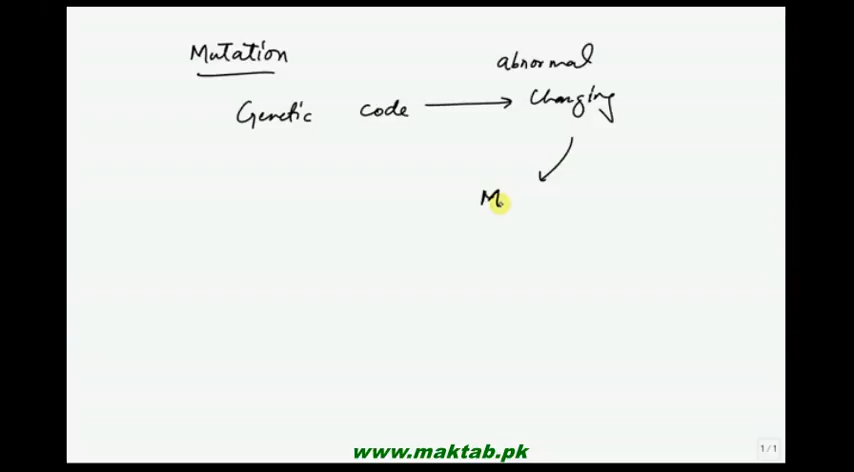 Mutation
abnormal
Genetic code → Changing
M
www.maktab.pk
1/1